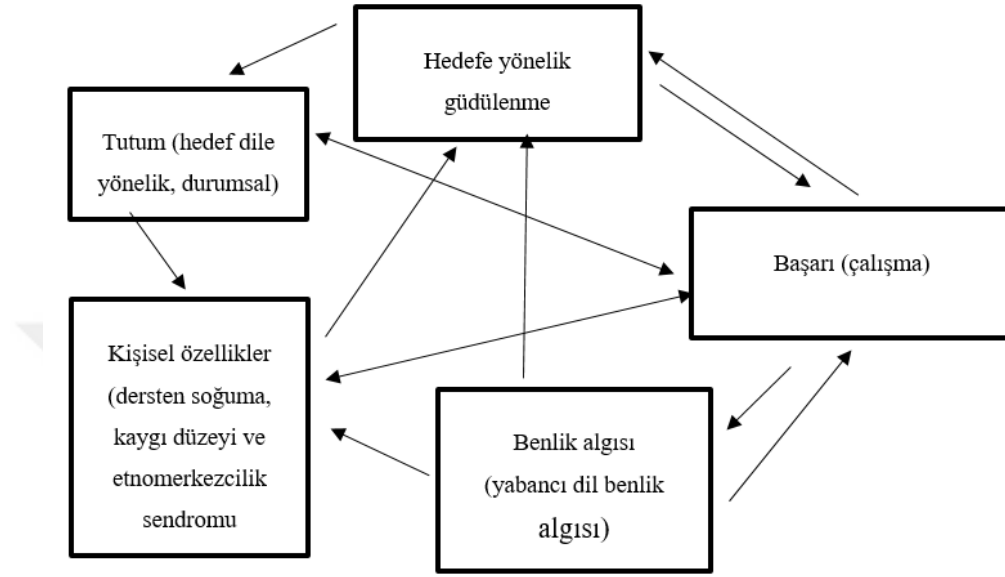 Hedefe yönelik
güdülenme
Tutum (hedef dile
yönelik, durumsal)
Başarı (çalışma)
Kişisel özellikler
(dersten soğuma,
kaygı düzeyi ve
etnomerkezcilik
sendromu
Benlik algısı
(yabancı dil benlik
algısı)